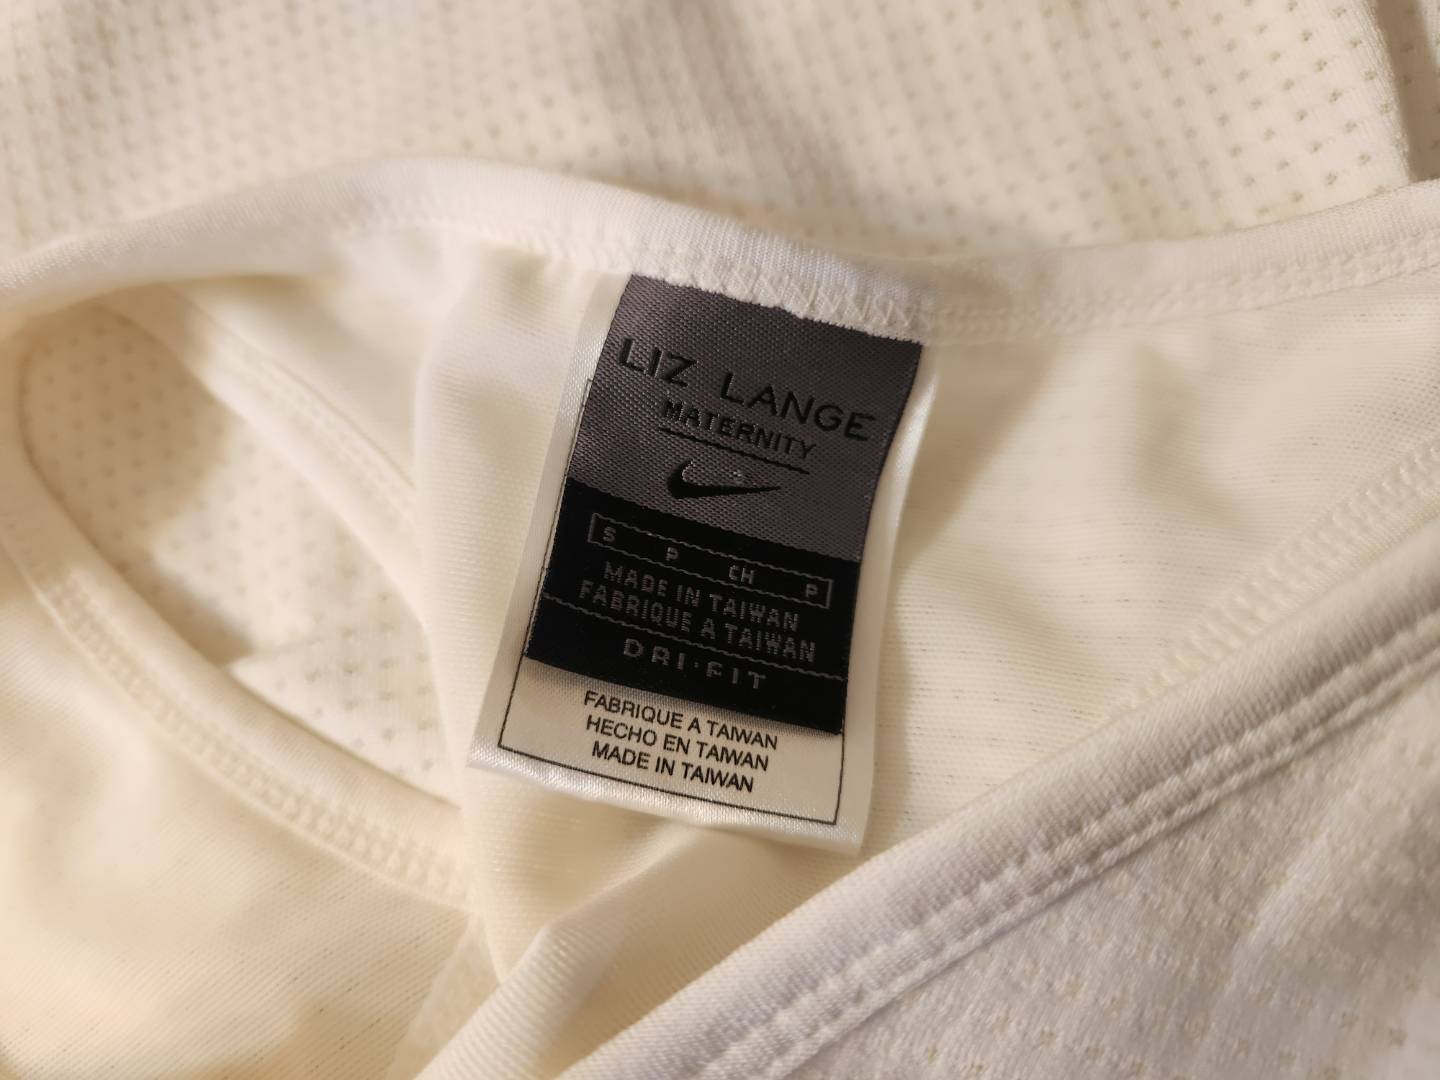 LIZ LANGE
MATERNITY
S P CH P
MADE IN TAIWAN
FABRIQUE A TAIWAN
DRI•FIT
FABRIQUE A TAIWAN
HECHO EN TAIWAN
MADE IN TAIWAN